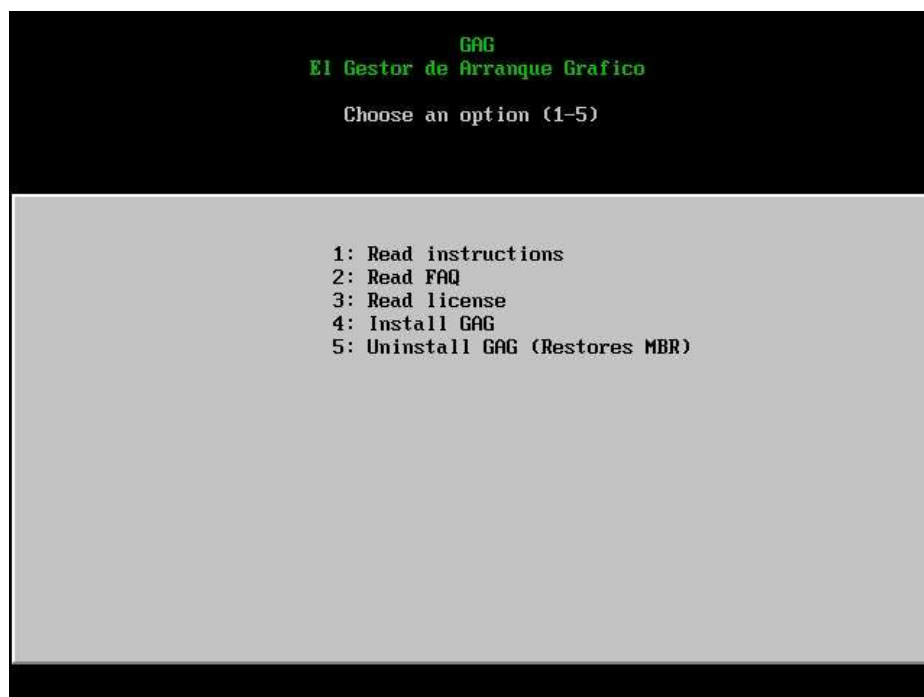 GAG
El Gestor de Arranque Grafico
Choose an option (1-5)
1: Read instructions
2: Read FAQ
3: Read license
4: Install GAG
5: Uninstall GAG (Restores MBR)